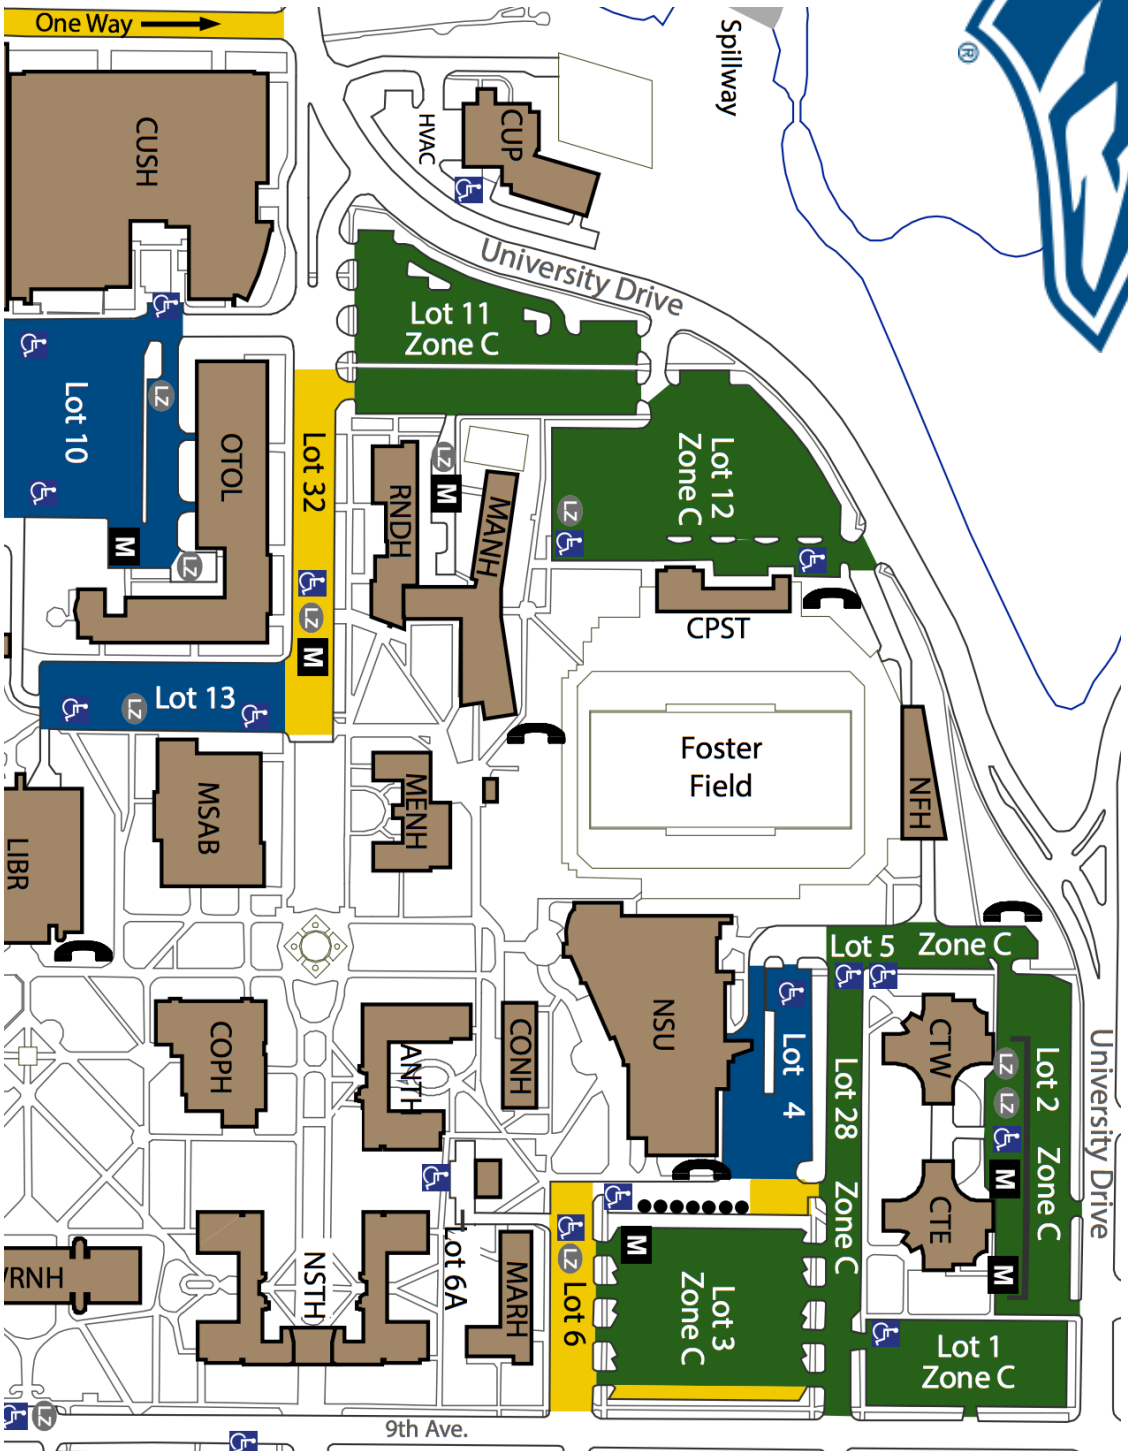 One Way
Spillway
®
CUSH
HVAC
CUP
University Drive
Lot 11
Zone C
Lot 10
LZ
OTOL
Lot 32
LZ
M
RNDH
MANH
Lot 12
Zone C
LZ
M
LZ
CPST
LZ
M
Lot 13
LZ
Foster
Field
NFH
MSAB
MENH
LIBR
Lot 5
Zone C
NSU
Lot 4
CTW
Lot 28
Zone C
Lot 2
Zone C
LZ
LZ
M
M
University Drive
COPH
ANTH
CONH
CTE
VRNH
NSTH
Lot 6A
MARH
LZ
Lot 6
M
Lot 3
Zone C
Lot 1
Zone C
LZ
9th Ave.